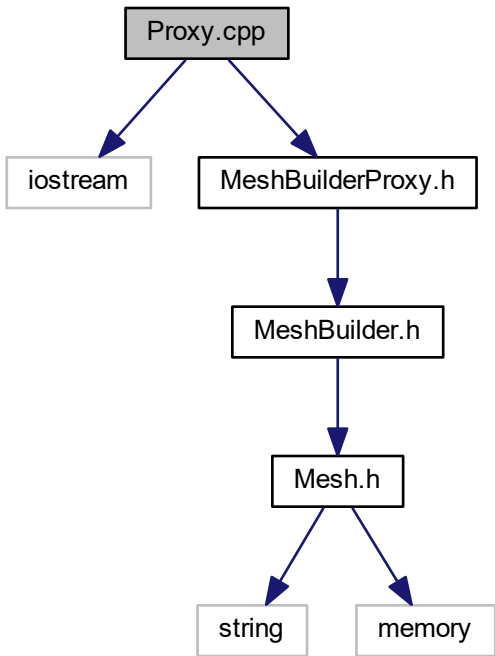 Proxy.cpp
iostream
MeshBuilderProxy.h
MeshBuilder.h
Mesh.h
string
memory